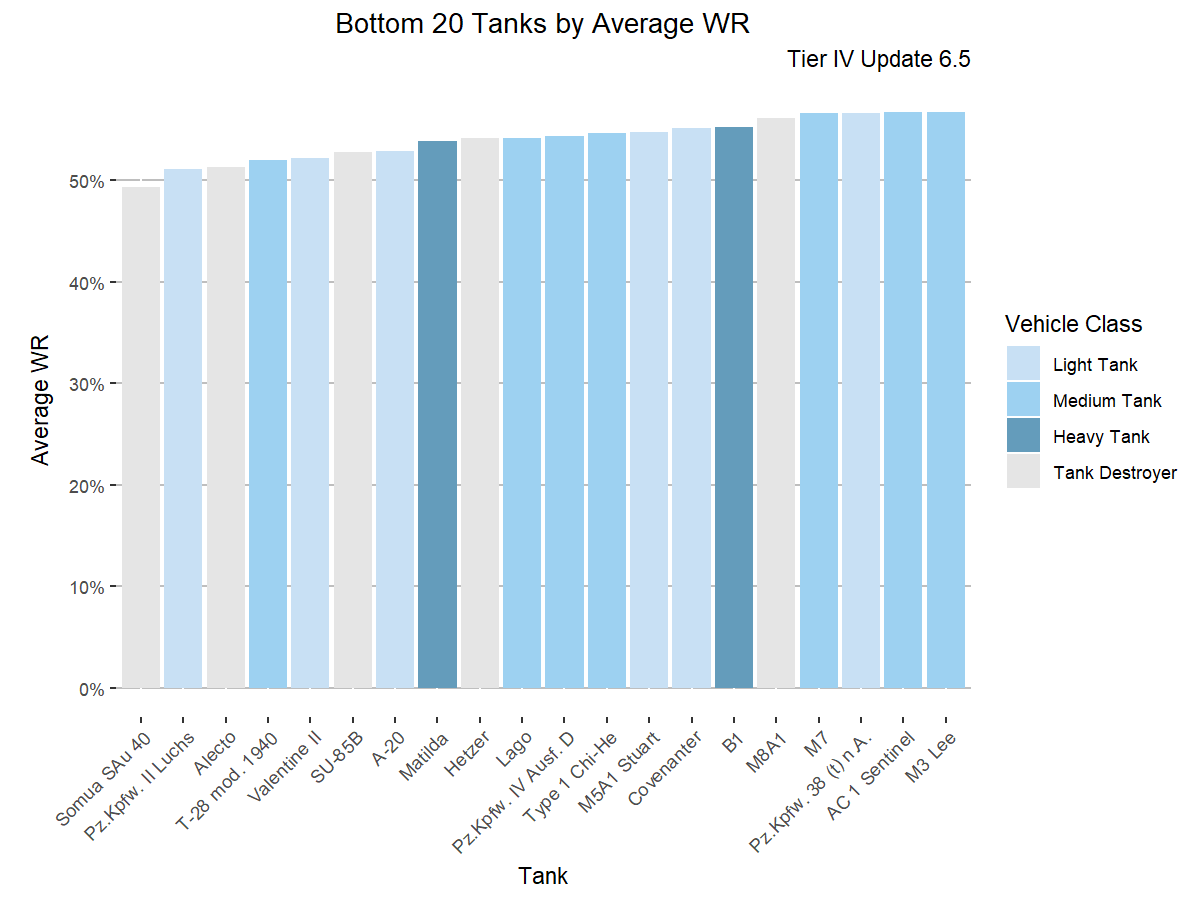 Bottom 20 Tanks by Average WR
Tier IV Update 6.5
Average WR
50%
40%
30%
20%
10%
0%
Somua SAu 40
Pz.Kpfw. II Luchs
Alecto
T-28 mod. 1940
Valentine II
SU-85B
A-20
Matilda
Hetzer
Lago
Pz.Kpfw. IV Ausf. D
Type 1 Chi-He
M5A1 Stuart
Covenanter
B1
M8A1
M7
Pz.Kpfw. 38 (t) n.A.
AC 1 Sentinel
M3 Lee
Tank
Vehicle Class
Light Tank
Medium Tank
Heavy Tank
Tank Destroyer